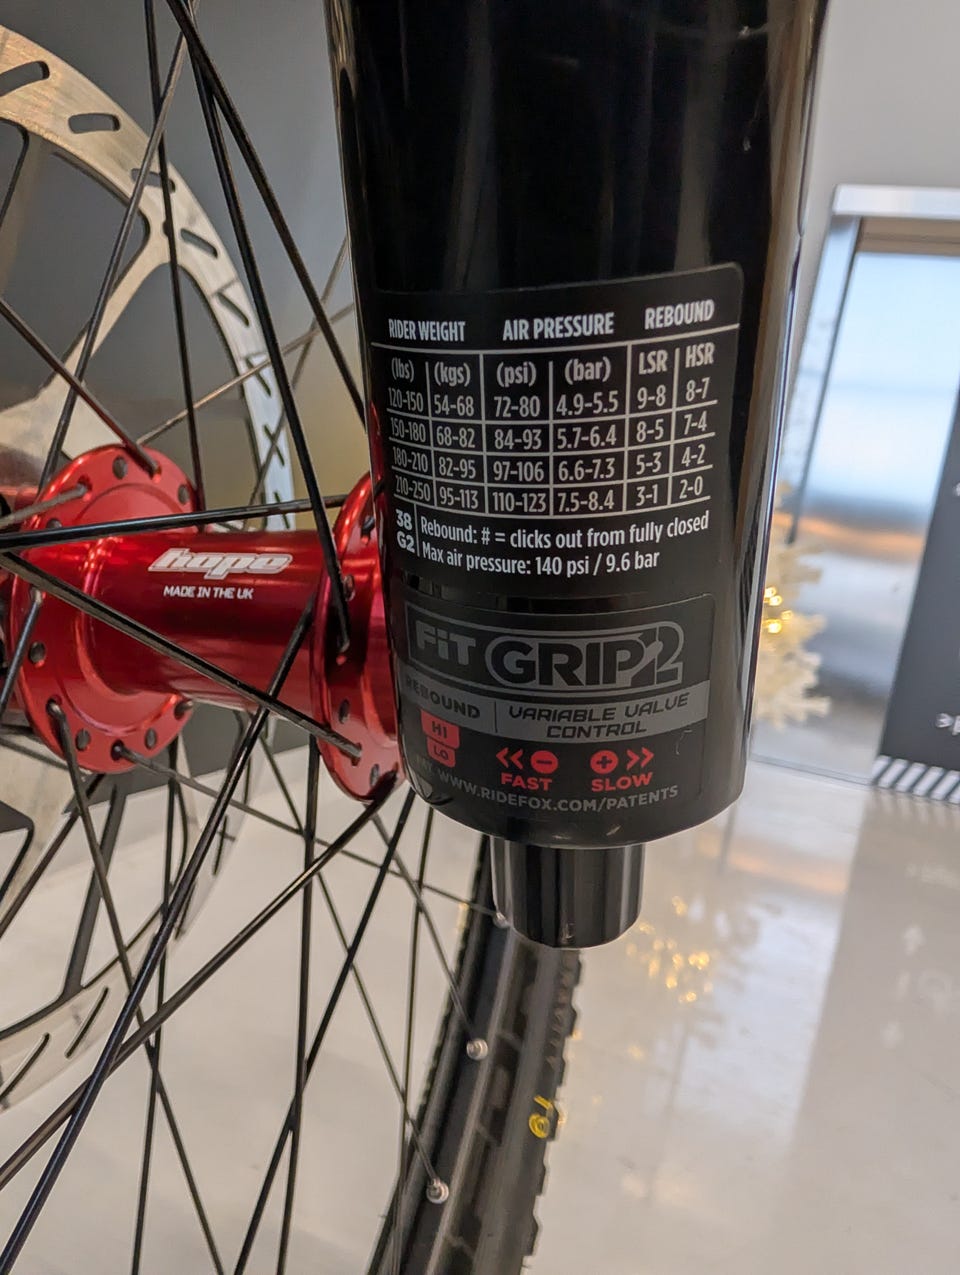 hope
MADE IN THE UK
RIDER WEIGHT AIR PRESSURE REBOUND
(lbs) (kgs) (psi) (bar) LSR HSR
120-150 54-68 72-80 4.9-5.5 9-8 8-7
150-180 68-82 84-93 5.7-6.4 8-5 7-4
180-210 82-95 97-106 6.6-7.3 5-3 4-2
210-250 95-113 110-123 7.5-8.4 3-1 2-0
38 Rebound: # = clicks out from fully closed
G2 Max air pressure: 140 psi / 9.6 bar
FiT GRIP2
REBOUND VARIABLE VALVE
CONTROL
HI
LO
FAST SLOW
WWW.RIDEFOX.COM/PATENTS